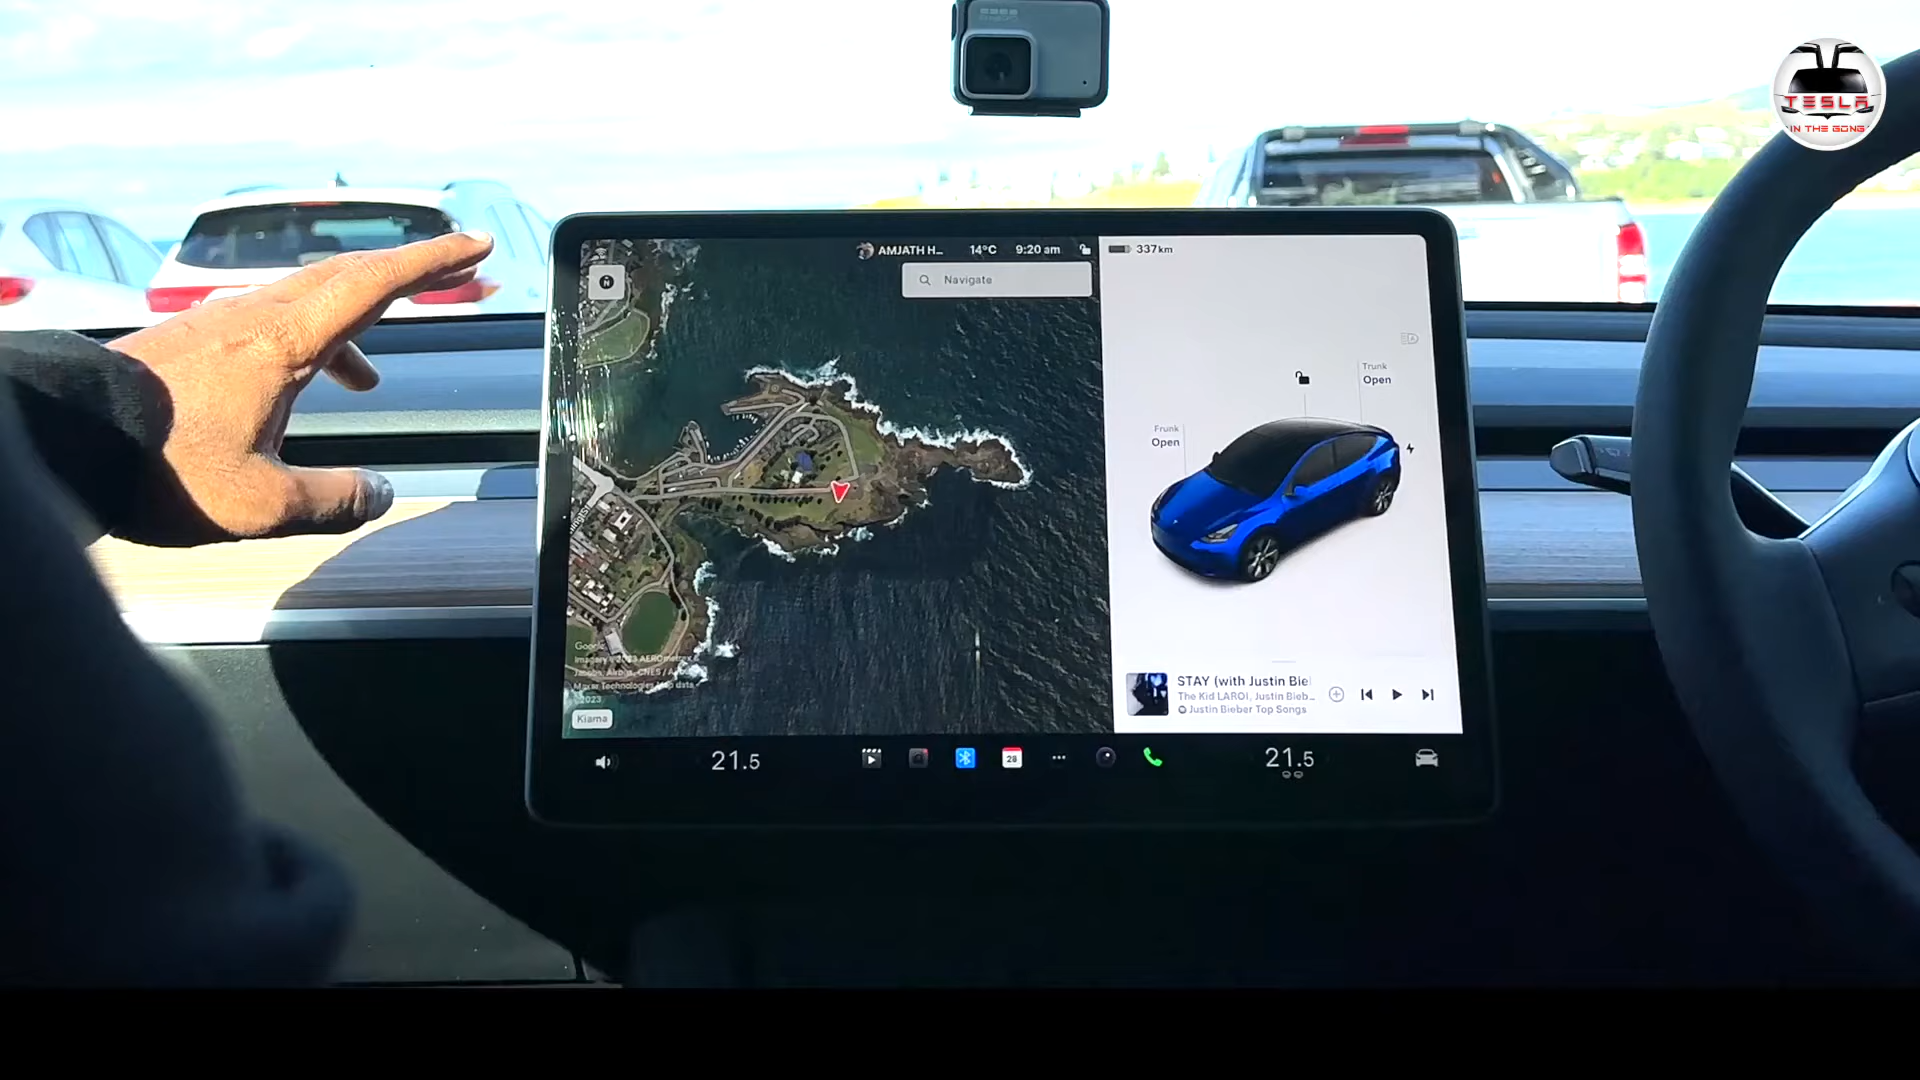 TESLA
IN THE GONG
AMJATH H...
14°C
9:20 am
337km
Navigate
Trunk
Open
Frunk
Open
Google
Kiama
STAY (with Justin Bie
The Kid LAROI, Justin Bieb...
Justin Bieber Top Songs
21.5
28
21.5